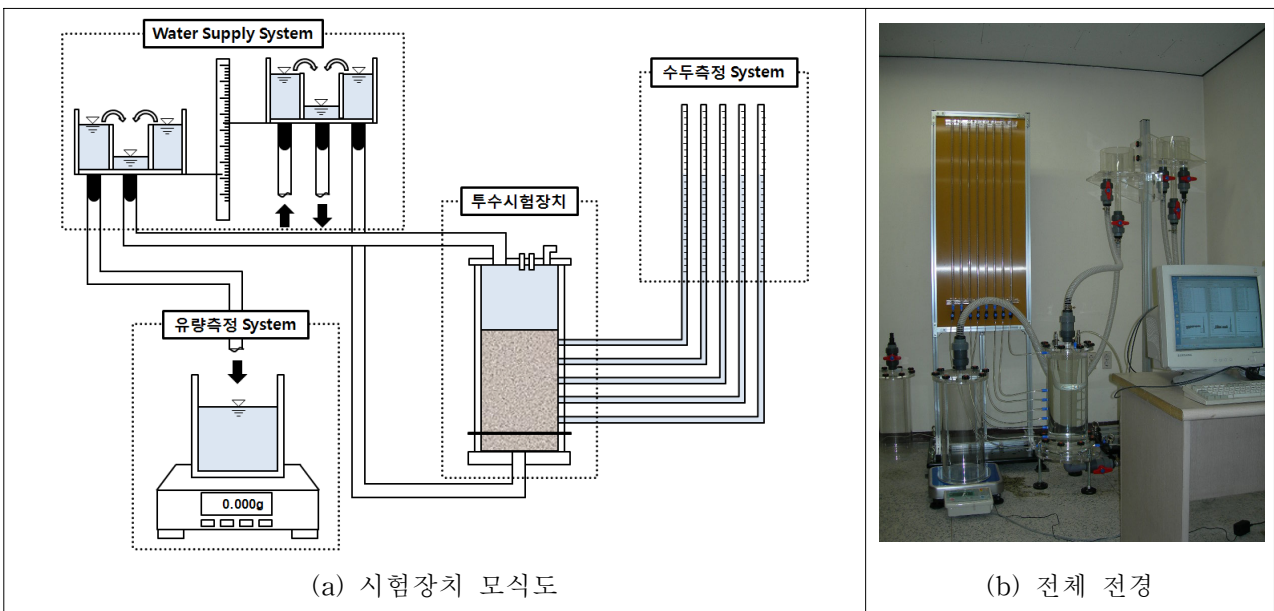 Water Supply System
수두측정 System
투수시험장치
유량측정 System
0.000g
(a) 시험장치 모식도
(b) 전체 전경